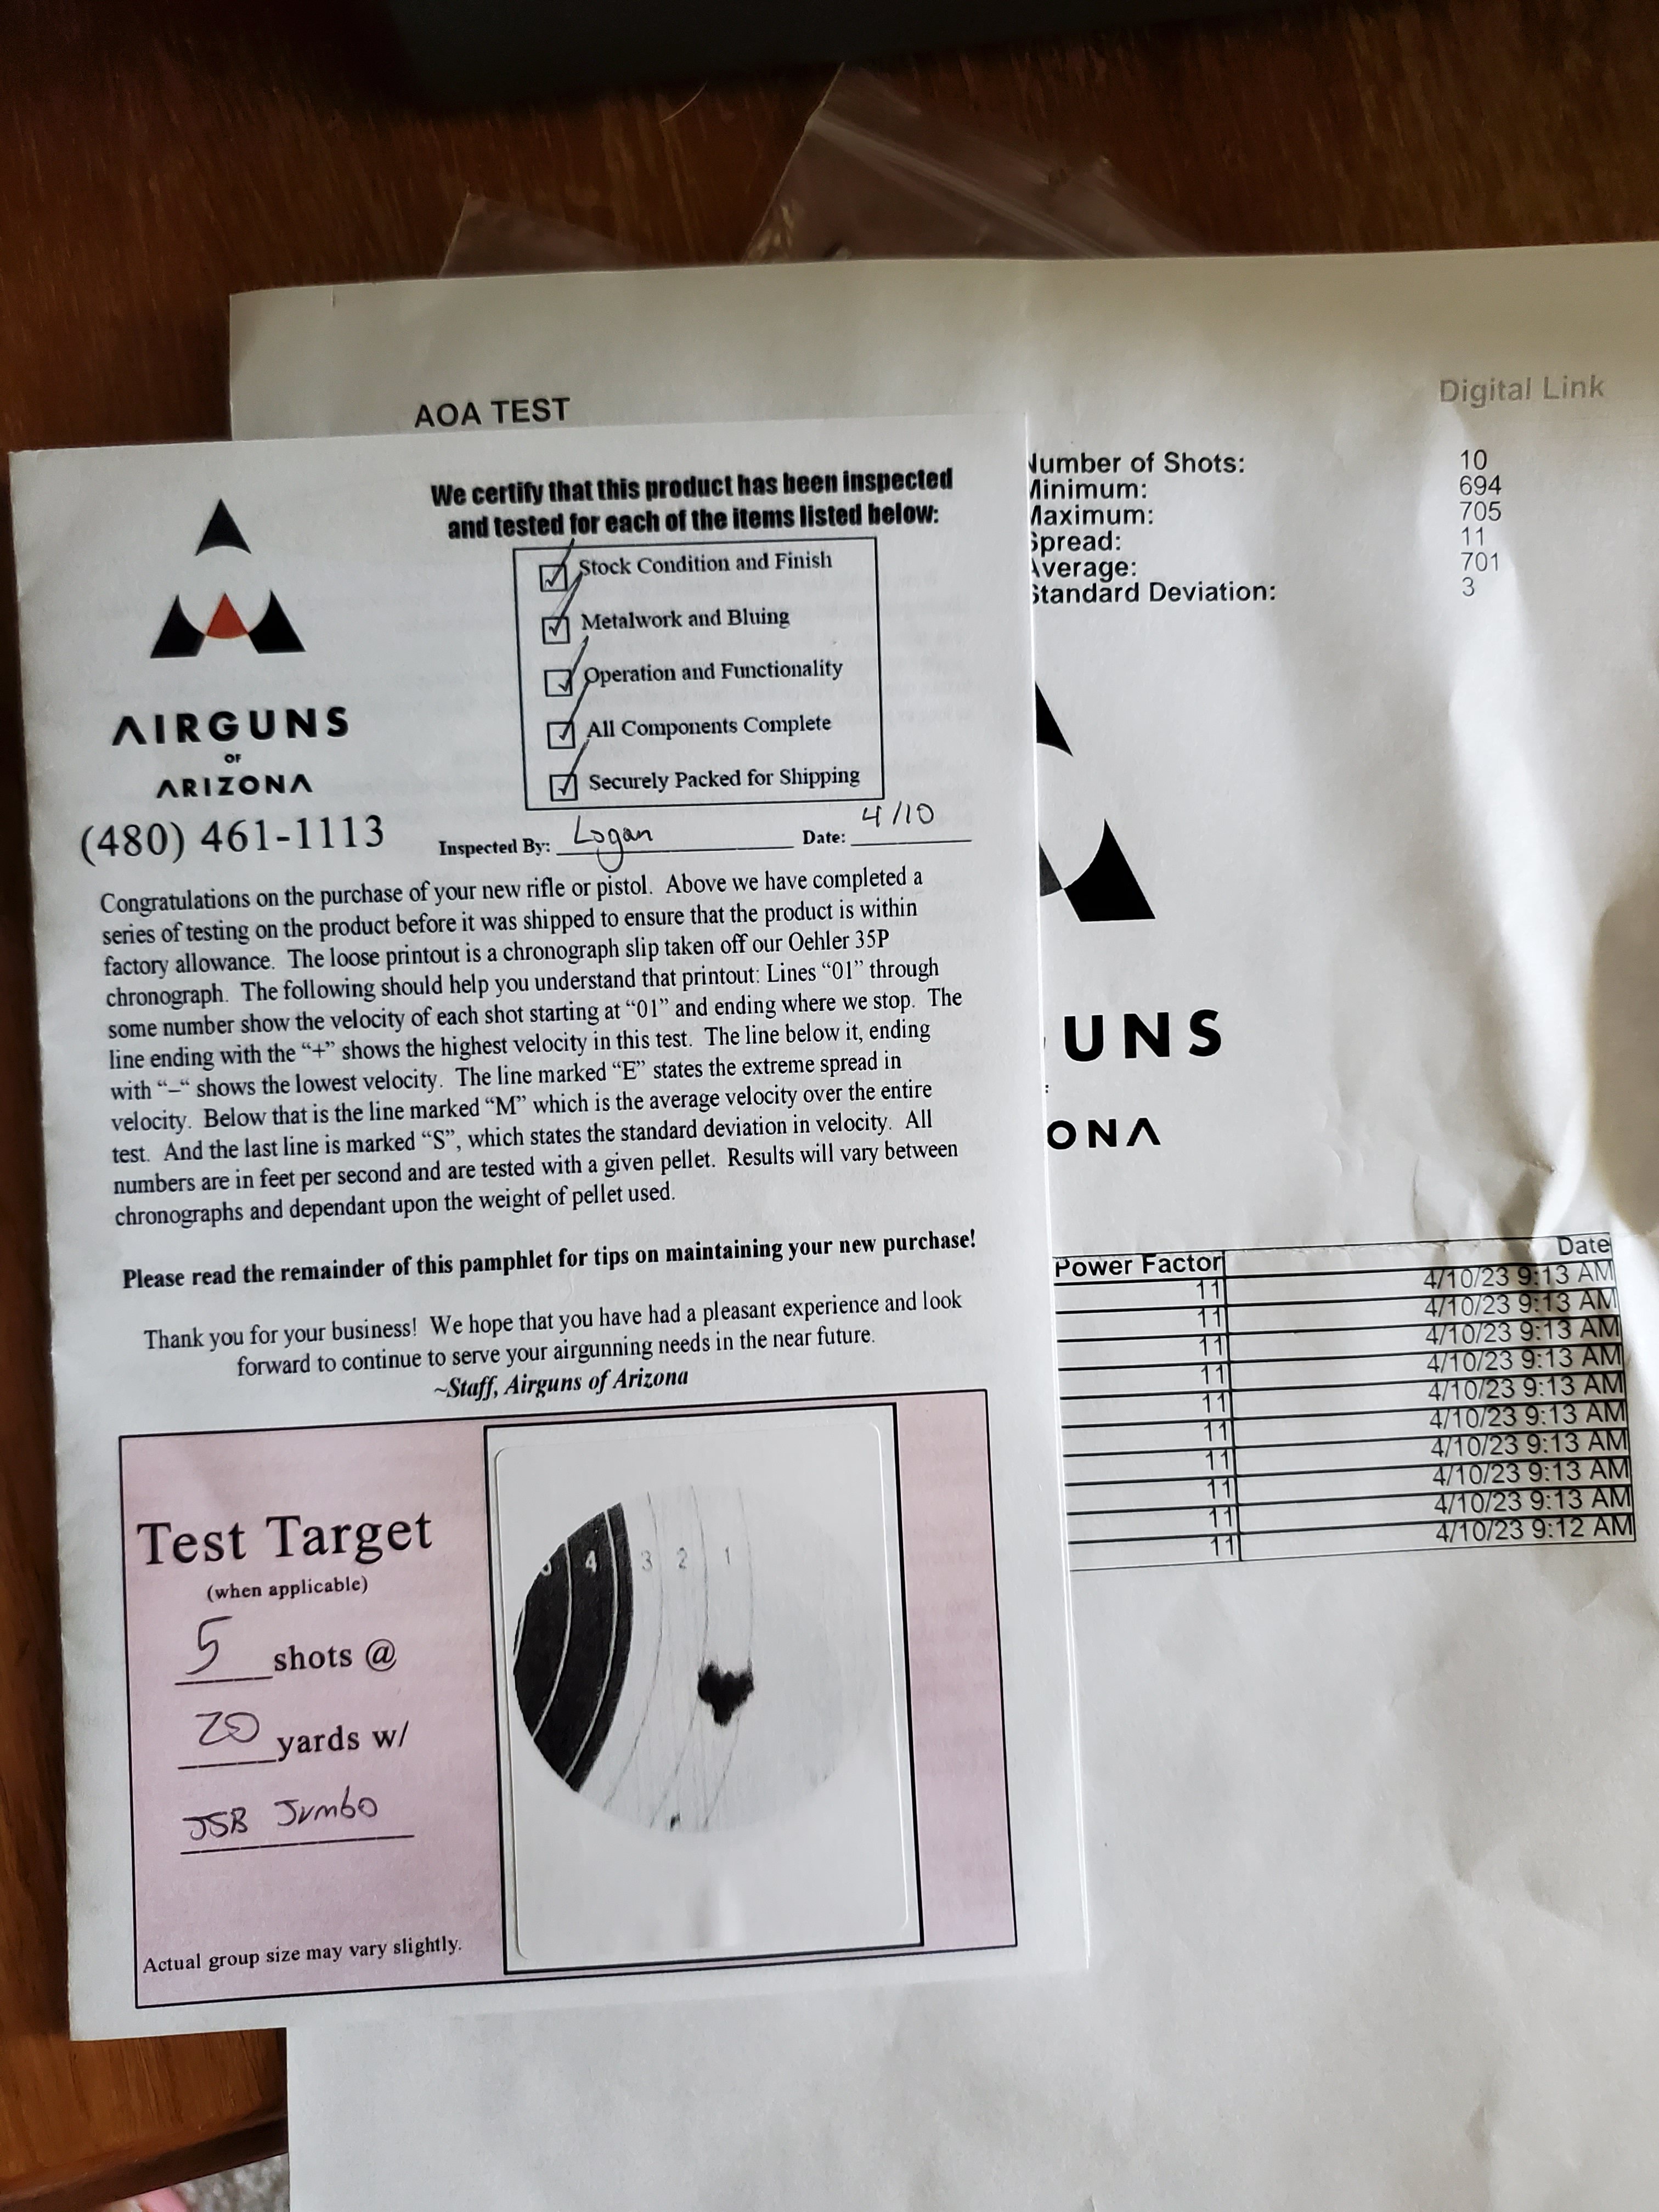 AOA TEST
Digital Link
Number of Shots: 10
Minimum: 694
Maximum: 705
Spread: 11
Average: 701
Standard Deviation: 3
We certify that this product has been inspected
and tested for each of the items listed below:
Stock Condition and Finish
Metalwork and Bluing
Operation and Functionality
All Components Complete
Securely Packed for Shipping
AIRGUNS
OF
ARIZONA
(480) 461-1113
Inspected By: Logan Date: 4/10
Congratulations on the purchase of your new rifle or pistol. Above we have completed a
series of testing on the product before it was shipped to ensure that the product is within
factory allowance. The loose printout is a chronograph slip taken off our Oehler 35P
chronograph. The following should help you understand that printout: Lines “01” through
some number show the velocity of each shot starting at “01” and ending where we stop. The
line ending with the “+” shows the highest velocity in this test. The line below it, ending
with “–“ shows the lowest velocity. The line marked “E” states the extreme spread in
velocity. Below that is the line marked “M” which is the average velocity over the entire
test. And the last line is marked “S”, which states the standard deviation in velocity. All
numbers are in feet per second and are tested with a given pellet. Results will vary between
chronographs and dependant upon the weight of pellet used.
Please read the remainder of this pamphlet for tips on maintaining your new purchase!
Thank you for your business! We hope that you have had a pleasant experience and look
forward to continue to serve your airgunning needs in the near future.
~Staff, Airguns of Arizona
Test Target
(when applicable)
5 shots @
20 yards w/
JSB Jumbo
Actual group size may vary slightly.
4 3 2 1
UNS
ONA
Power Factor Date
11 4/10/23 9:13 AM
11 4/10/23 9:13 AM
11 4/10/23 9:13 AM
11 4/10/23 9:13 AM
11 4/10/23 9:13 AM
11 4/10/23 9:13 AM
11 4/10/23 9:13 AM
11 4/10/23 9:13 AM
11 4/10/23 9:13 AM
11 4/10/23 9:12 AM